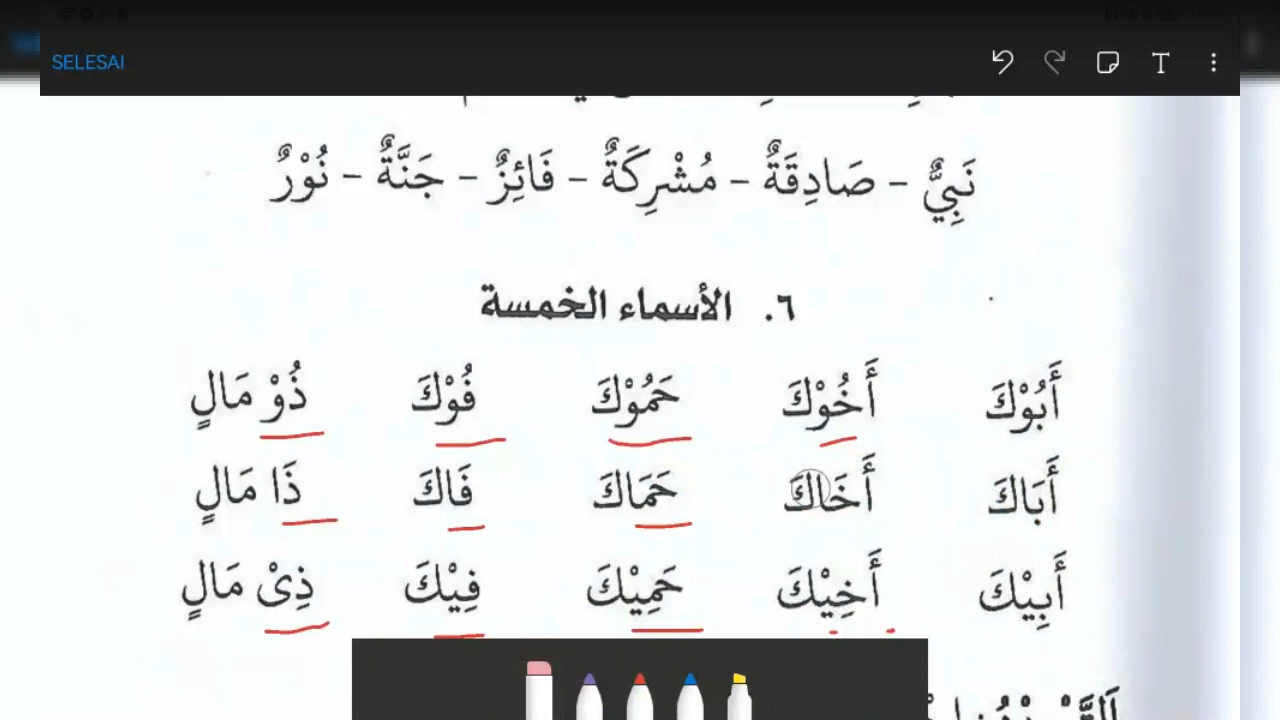 SELESAI
T
نَبِيٌّ - صَادِقَةٌ - مُشْرِكَةٌ - فَائِزٌ - جَنَّةٌ - نُوْرٌ
٦. الأسماء الخمسة
أَبُوْكَ أَخُوْكَ حَمُوْكَ فُوْكَ ذُوْ مَالٍ
أَبَاكَ أَخَاكَ حَمَاكَ فَاكَ ذَا مَالٍ
أَبِيْكَ أَخِيْكَ حَمِيْكَ فِيْكَ ذِىْ مَالٍ